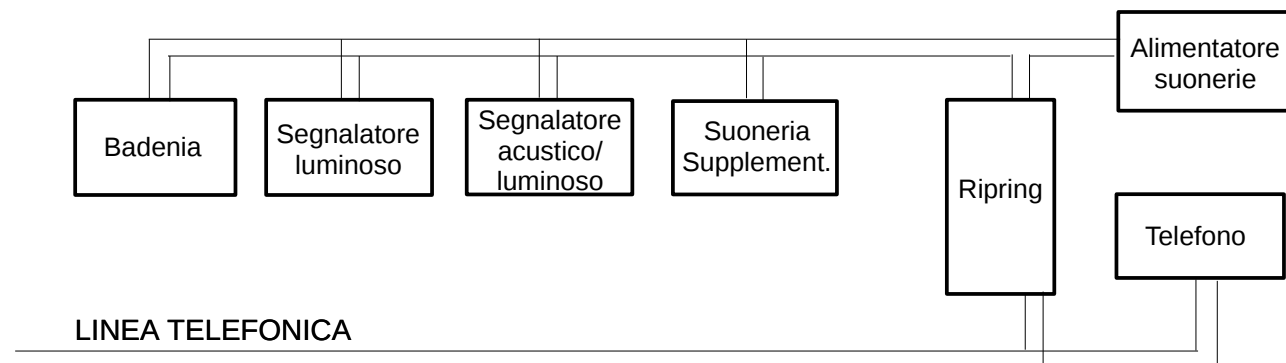 Alimentatore
suonerie
Badenia
Segnalatore
luminoso
Segnalatore
acustico/
luminoso
Suoneria
Supplement.
Ripring
Telefono
LINEA TELEFONICA